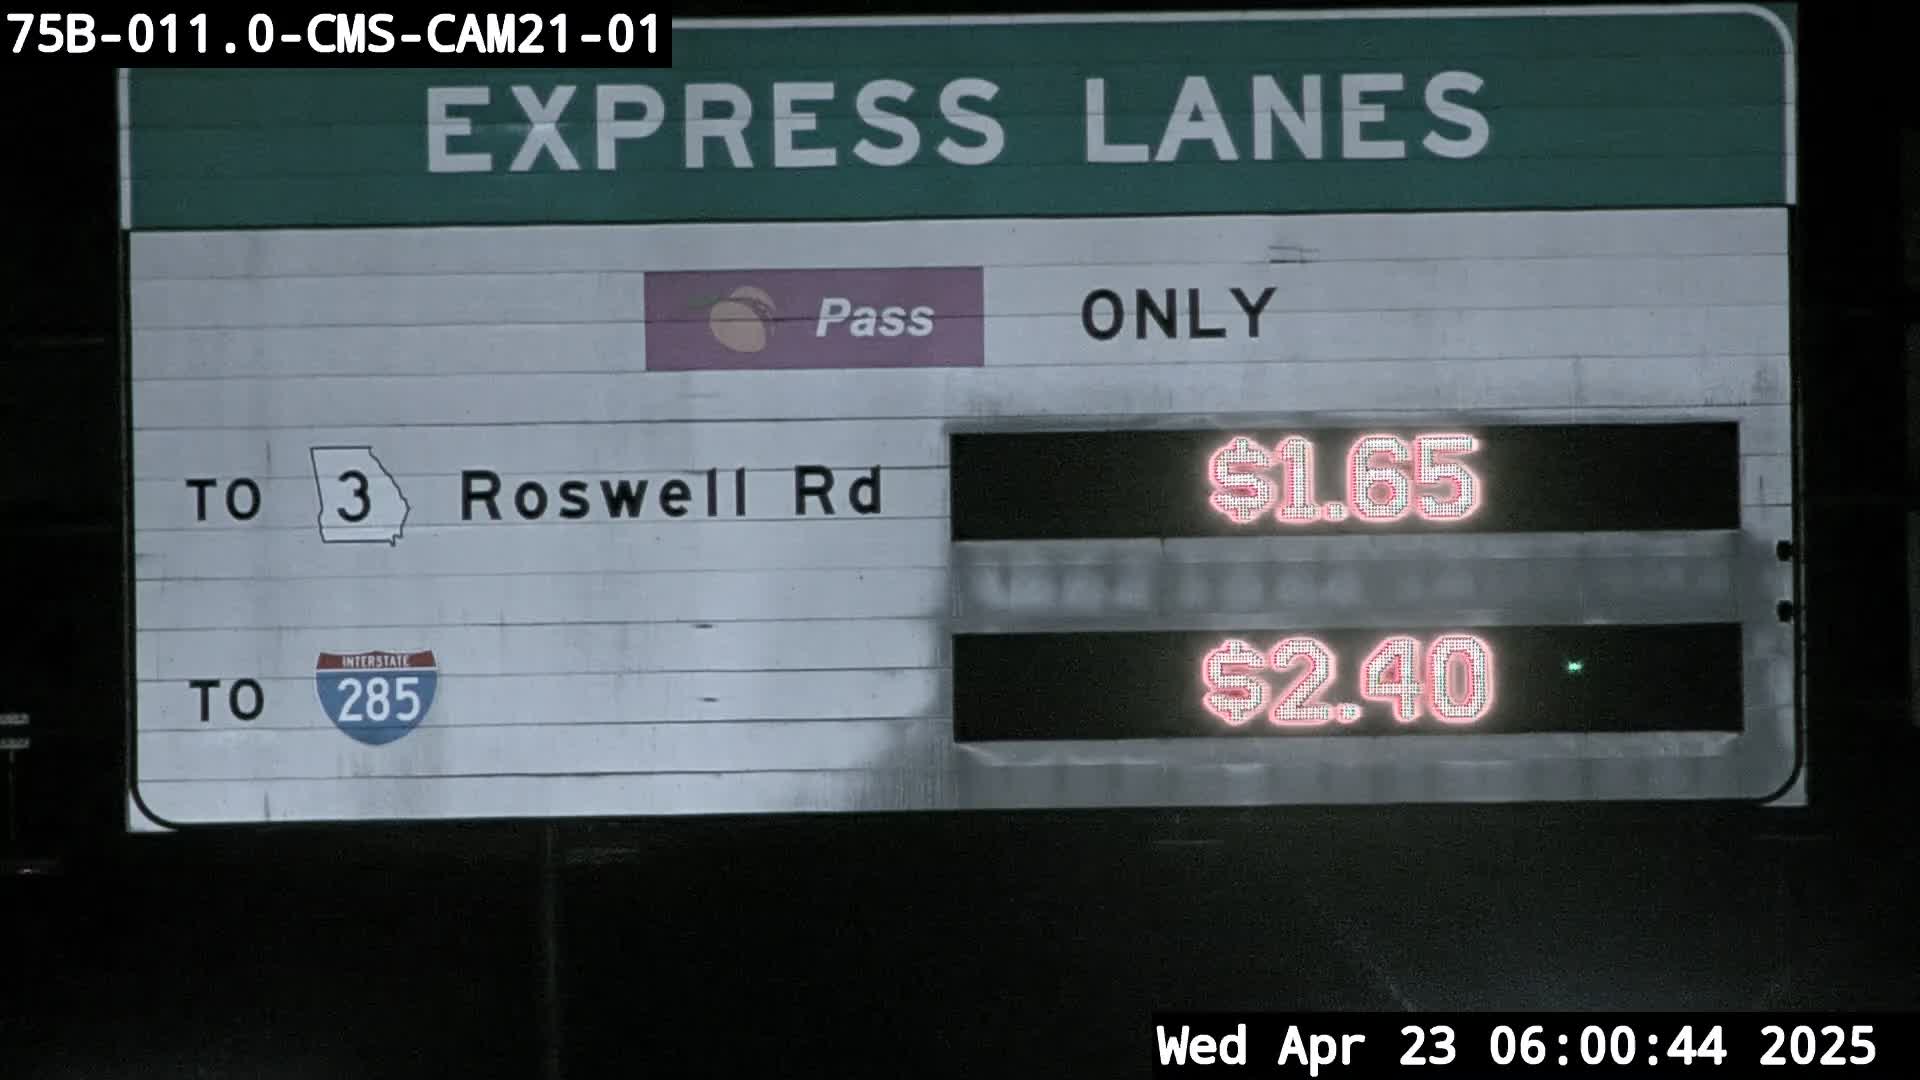 75B-011.0-CMS-CAM21-01
EXPRESS LANES
Pass ONLY
TO 3 Roswell Rd $1.65
INTERSTATE
TO 285 $2.40
Wed Apr 23 06:00:44 2025